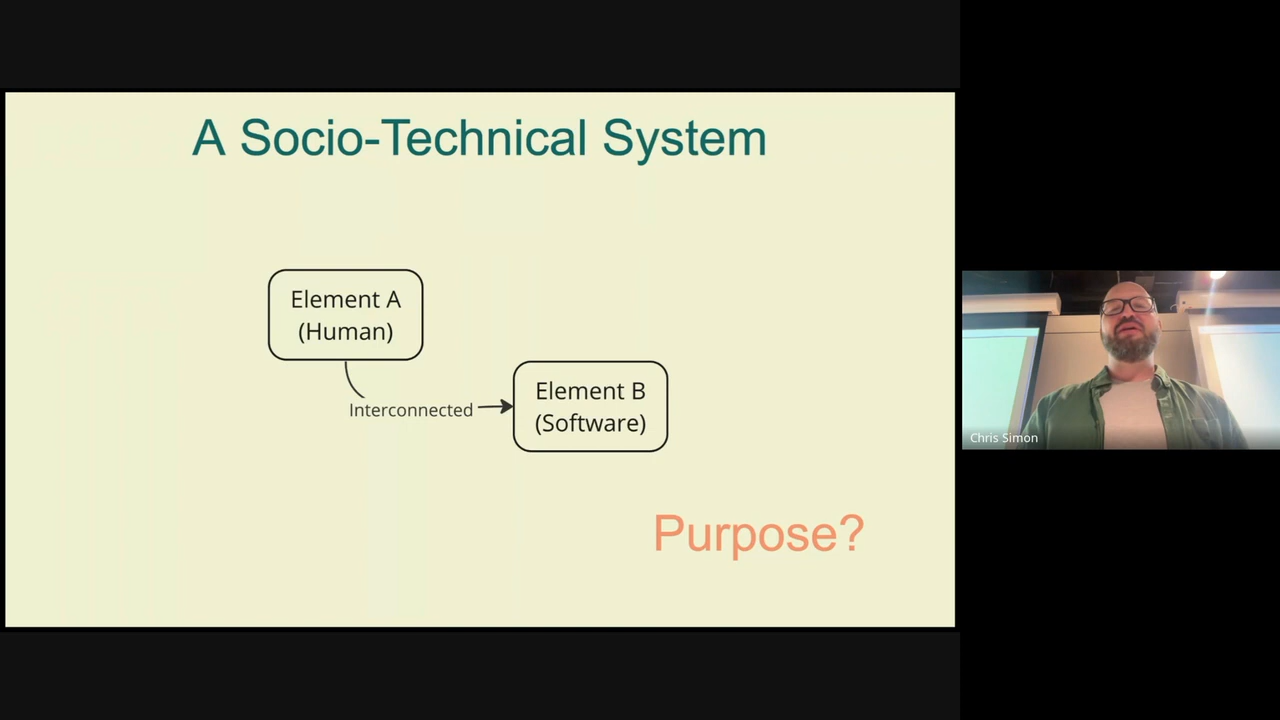 A Socio-Technical System
Element A
(Human)
Interconnected
Element B
(Software)
Purpose?
Chris Simon